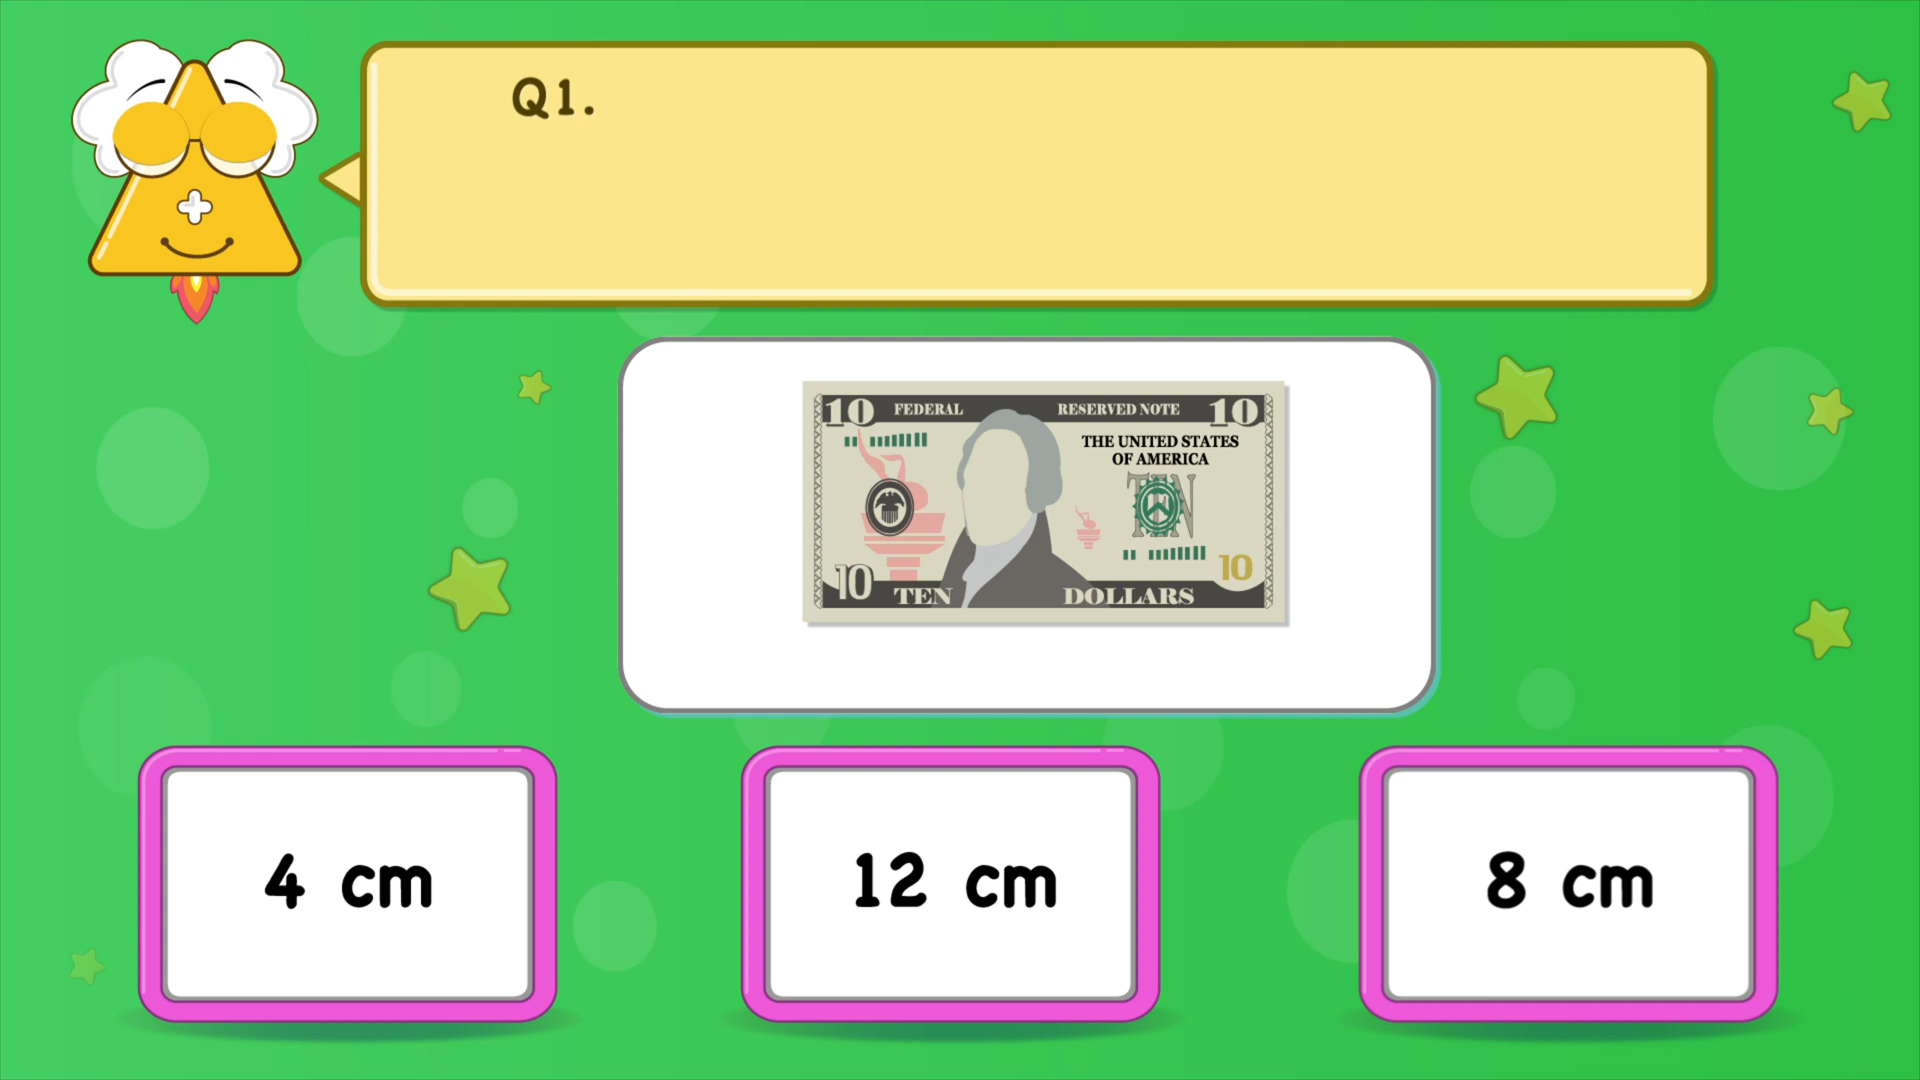 Q1.
10 FEDERAL RESERVED NOTE 10
THE UNITED STATES
OF AMERICA
TEN
10
10
TEN DOLLARS
4 cm
12 cm
8 cm